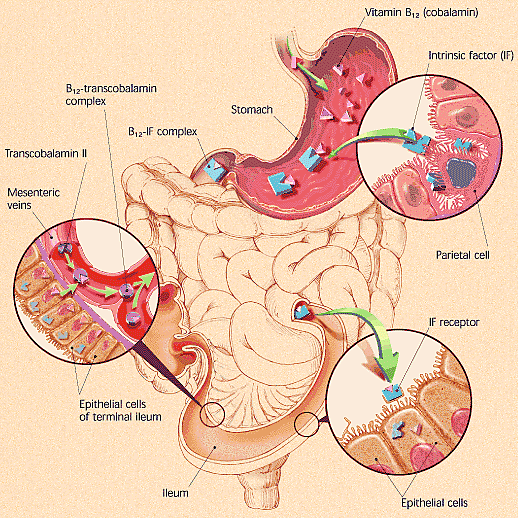 Vitamin B12 (cobalamin)
Intrinsic factor (IF)
B12-transcobalamin
complex
Stomach
B12-IF complex
Transcobalamin II
Mesenteric
veins
Parietal cell
IF receptor
Epithelial cells
of terminal ileum
Ileum
Epithelial cells